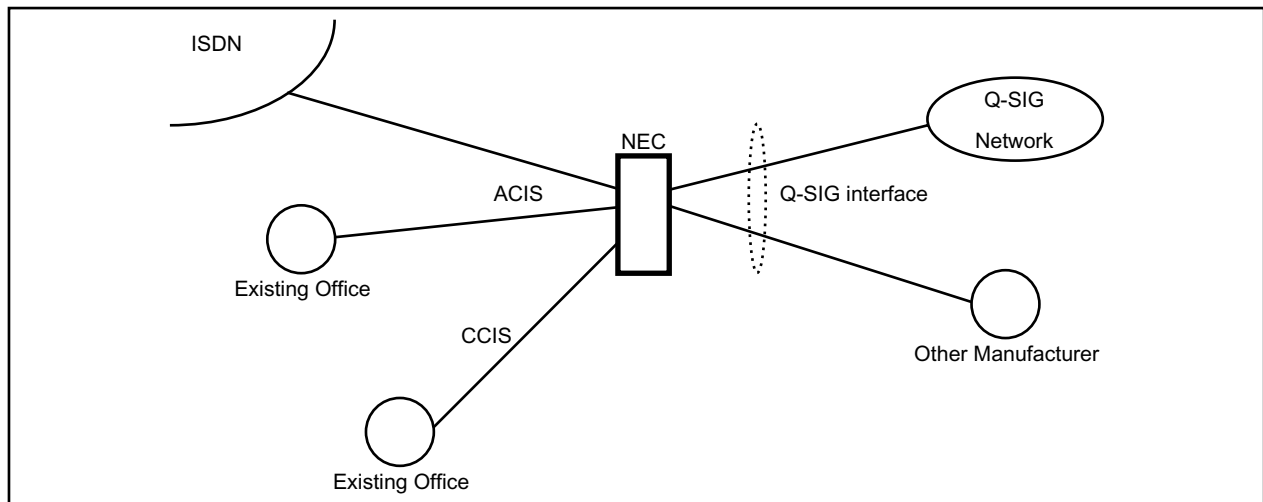 ISDN
Q-SIG
Network
NEC
ACIS
Q-SIG interface
Existing Office
CCIS
Other Manufacturer
Existing Office